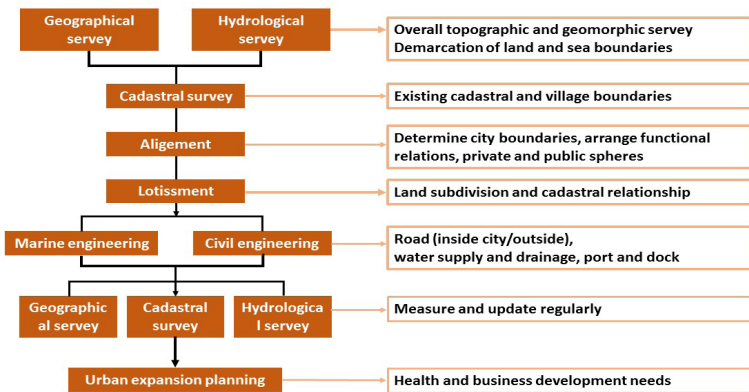 Geographical
servey
Hydrological
servey
Overall topographic and geomorphic servey
Demarcation of land and sea boundaries
Cadastral survey
Existing cadastral and village boundaries
Aligement
Determine city boundaries, arrange functional
relations, private and public spheres
Lotissment
Land subdivision and cadastral relationship
Marine engineering
Civil engineering
Road (inside city/outside),
water supply and drainage, port and dock
Geographic
al servey
Cadastral
survey
Hydrologica
l servey
Measure and update regularly
Urban expansion planning
Health and business development needs